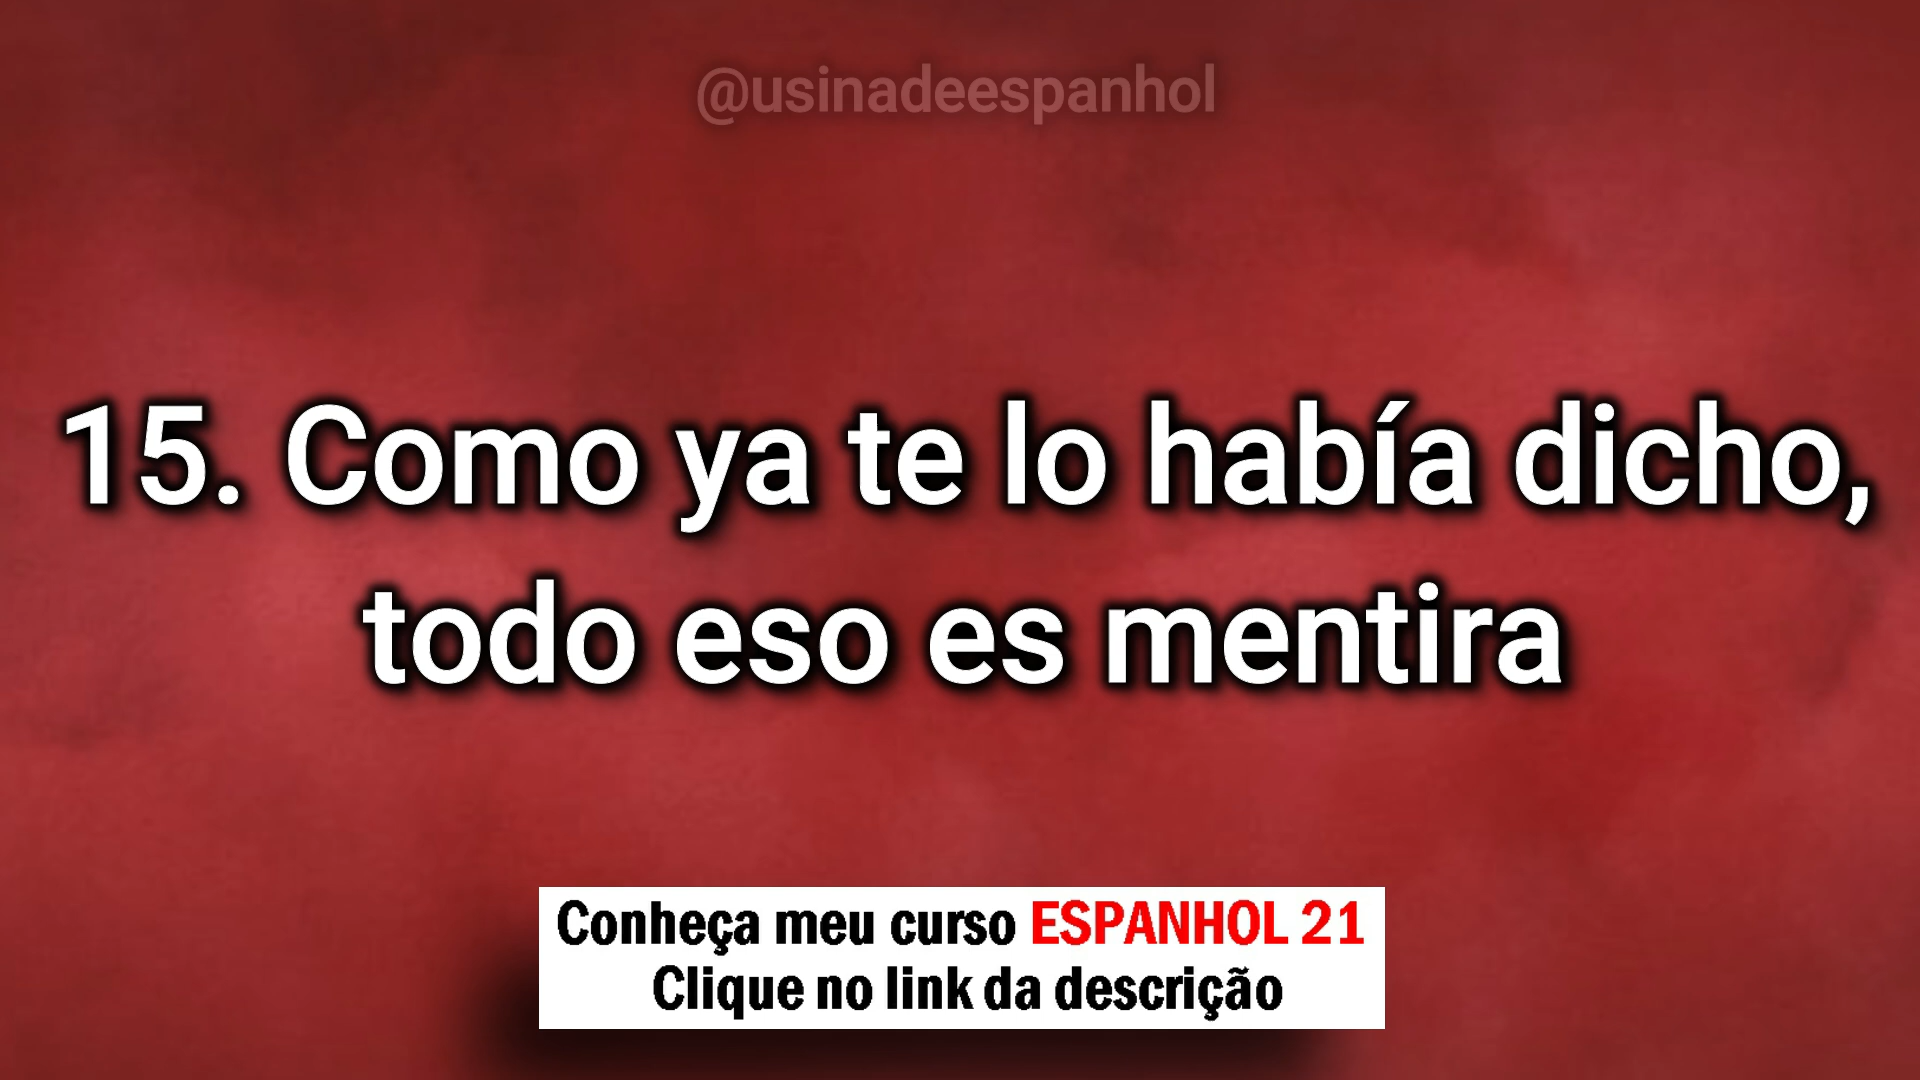 @usinadeespanhol
15. Como ya te lo había dicho,
todo eso es mentira
Conheça meu curso ESPANHOL 21
Clique no link da descrição